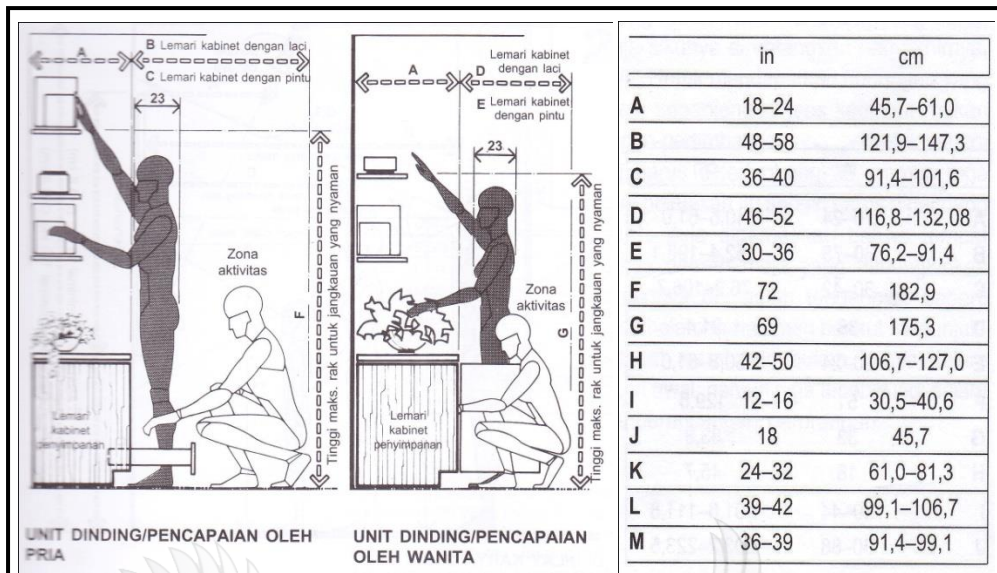 A
B Lemari kabinet dengan laci
C Lemari kabinet dengan pintu
23
Zona
aktivitas
F
Tinggi maks. rak untuk jangkauan yang nyaman
Lemari
kabinet
penyimpanan
UNIT DINDING/PENCAPAIAN OLEH
PRIA
A
Lemari kabinet
dengan laci
D
E Lemari kabinet
dengan pintu
23
Zona
aktivitas
G
Tinggi maks. rak untuk jangkauan yang nyaman
Lemari
kabinet
penyimpanan
UNIT DINDING/PENCAPAIAN
OLEH WANITA
in cm
A 18–24 45,7–61,0
B 48–58 121,9–147,3
C 36–40 91,4–101,6
D 46–52 116,8–132,08
E 30–36 76,2–91,4
F 72 182,9
G 69 175,3
H 42–50 106,7–127,0
I 12–16 30,5–40,6
J 18 45,7
K 24–32 61,0–81,3
L 39–42 99,1–106,7
M 36–39 91,4–99,1